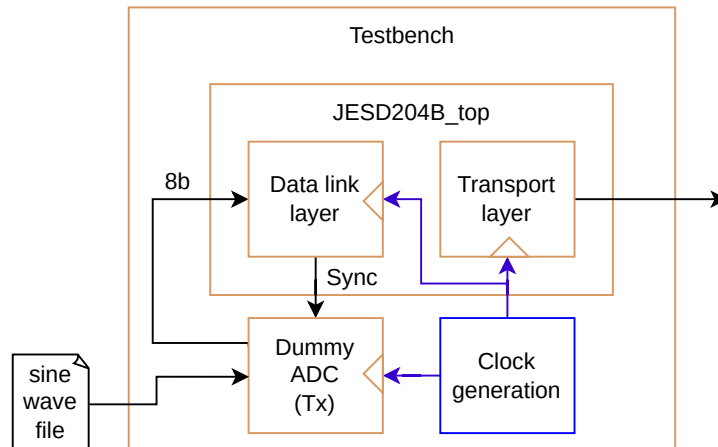 Testbench
JESD204B_top
8b
Data link
layer
Transport
layer
Sync
Dummy
ADC
(Tx)
Clock
generation
sine
wave
file